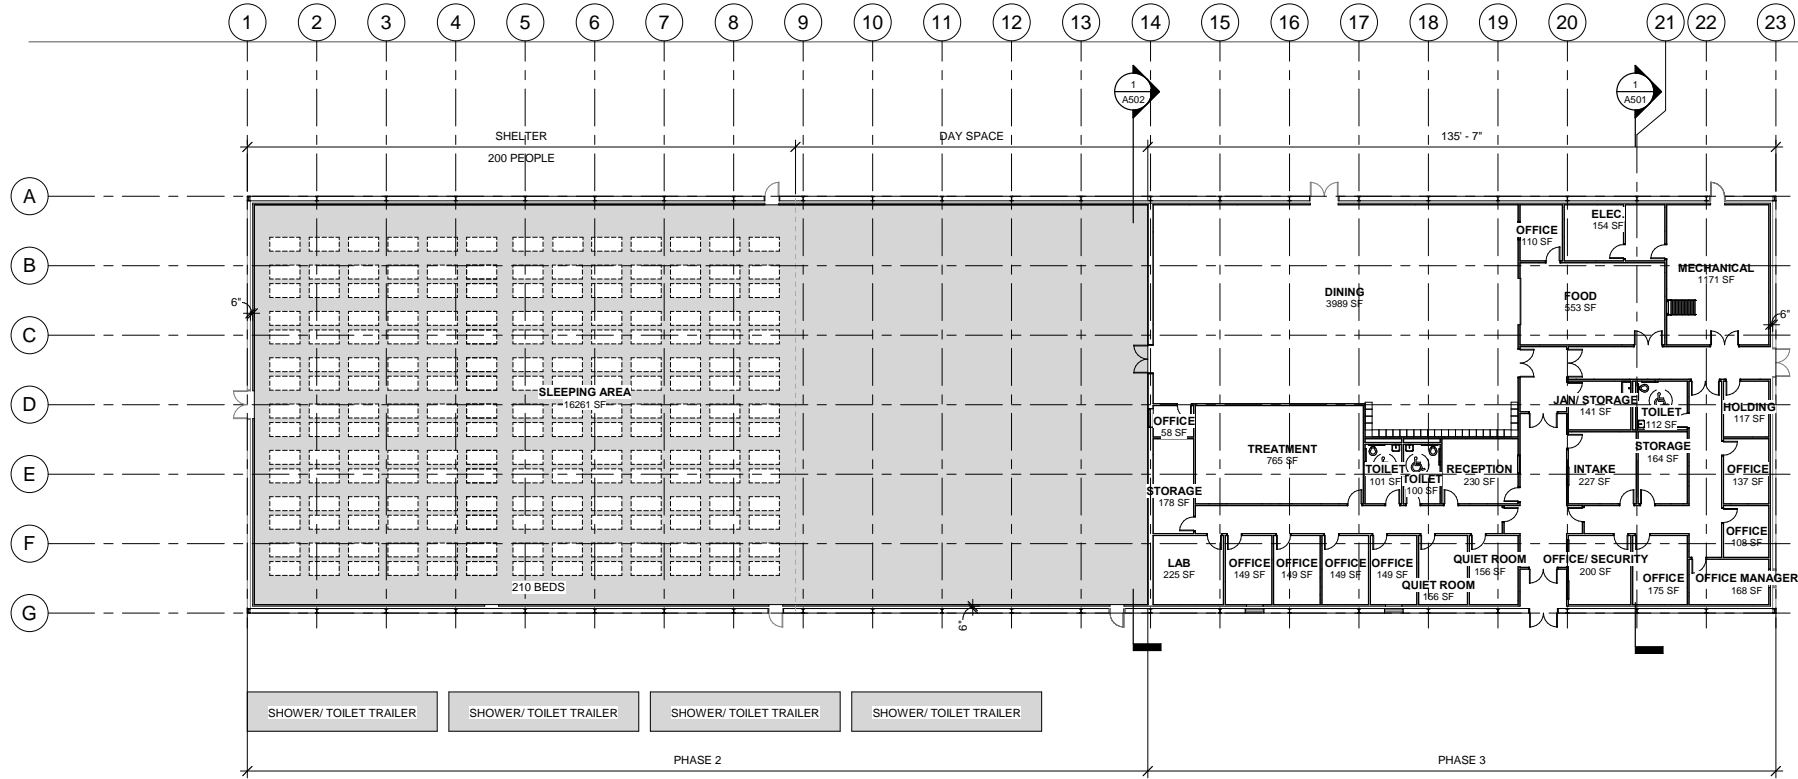 1 2 3 4 5 6 7 8 9 10 11 12 13 14 15 16 17 18 19 20 21 22 23
1
A502
1
A501
SHELTER
DAY SPACE
135' - 7"
200 PEOPLE
A
B
C
D
E
F
G
6"
6"
6"
SLEEPING AREA
16261 SF
210 BEDS
DINING
3989 SF
OFFICE
110 SF
ELEC.
154 SF
MECHANICAL
1171 SF
FOOD
553 SF
OFFICE
58 SF
TREATMENT
765 SF
STORAGE
178 SF
TOILET
101 SF
TOILET
100 SF
RECEPTION
230 SF
JAN/ STORAGE
141 SF
TOILET
112 SF
HOLDING
117 SF
INTAKE
227 SF
STORAGE
164 SF
OFFICE
137 SF
OFFICE
108 SF
LAB
225 SF
OFFICE
149 SF
OFFICE
149 SF
OFFICE
149 SF
OFFICE
149 SF
QUIET ROOM
156 SF
QUIET ROOM
156 SF
OFFICE/ SECURITY
200 SF
OFFICE
175 SF
OFFICE MANAGER
168 SF
SHOWER/ TOILET TRAILER
SHOWER/ TOILET TRAILER
SHOWER/ TOILET TRAILER
SHOWER/ TOILET TRAILER
PHASE 2
PHASE 3